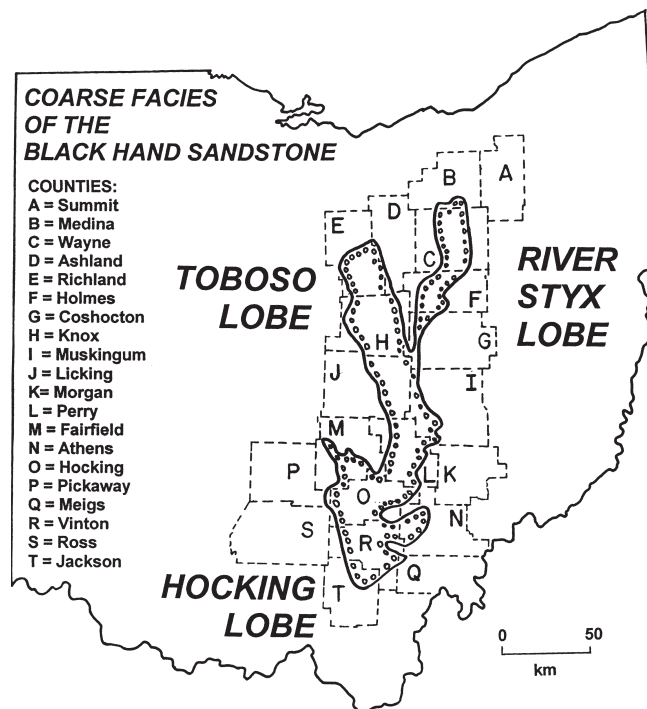 COARSE FACIES
OF THE
BLACK HAND SANDSTONE
COUNTIES:
A = Summit
B = Medina
C = Wayne
D = Ashland
E = Richland
F = Holmes
G = Coshocton
H = Knox
I = Muskingum
J = Licking
K= Morgan
L = Perry
M = Fairfield
N = Athens
O = Hocking
P = Pickaway
Q = Meigs
R = Vinton
S = Ross
T = Jackson
TOBOSO
LOBE
RIVER
STYX
LOBE
HOCKING
LOBE
A
B
D
E
C
F
H
G
J
I
M
P
L
K
O
N
S
R
Q
T
0 50
km